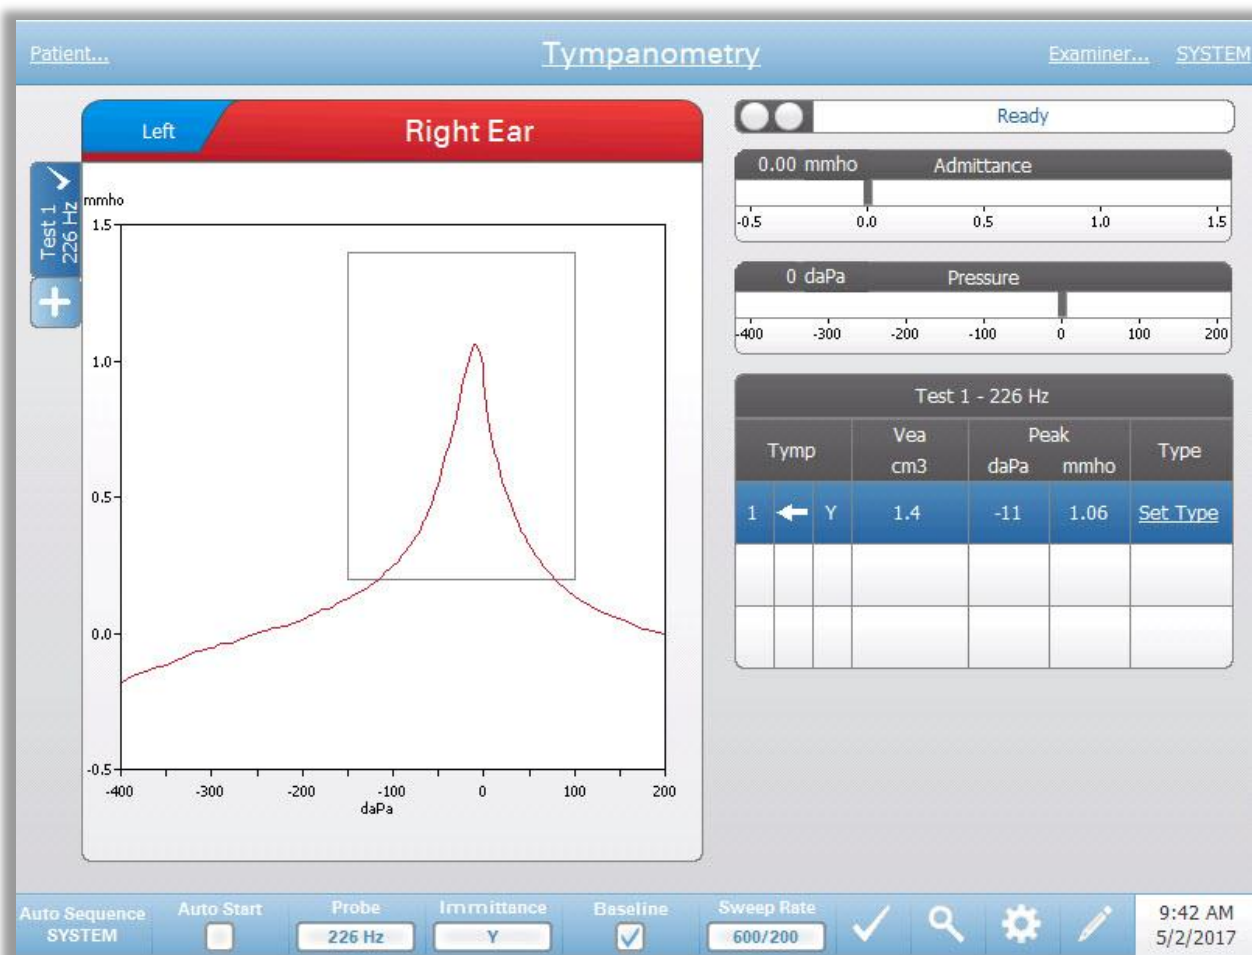 Patient...
Tympanometry
Examiner...
SYSTEM
Left
Right Ear
Ready
Test 1
226 Hz
mmho
1.5
1.0
0.5
0.0
-0.5
-400 -300 -200 -100 0 100 200
daPa
0.00 mmho Admittance
-0.5 0.0 0.5 1.0 1.5
0 daPa Pressure
-400 -300 -200 -100 0 100 200
Test 1 - 226 Hz
Tymp Vea Peak Type
cm3 daPa mmho
1 Y 1.4 -11 1.06 Set Type
Auto Sequence
SYSTEM
Auto Start
Probe
226 Hz
Immittance
Y
Baseline
Sweep Rate
600/200
9:42 AM
5/2/2017